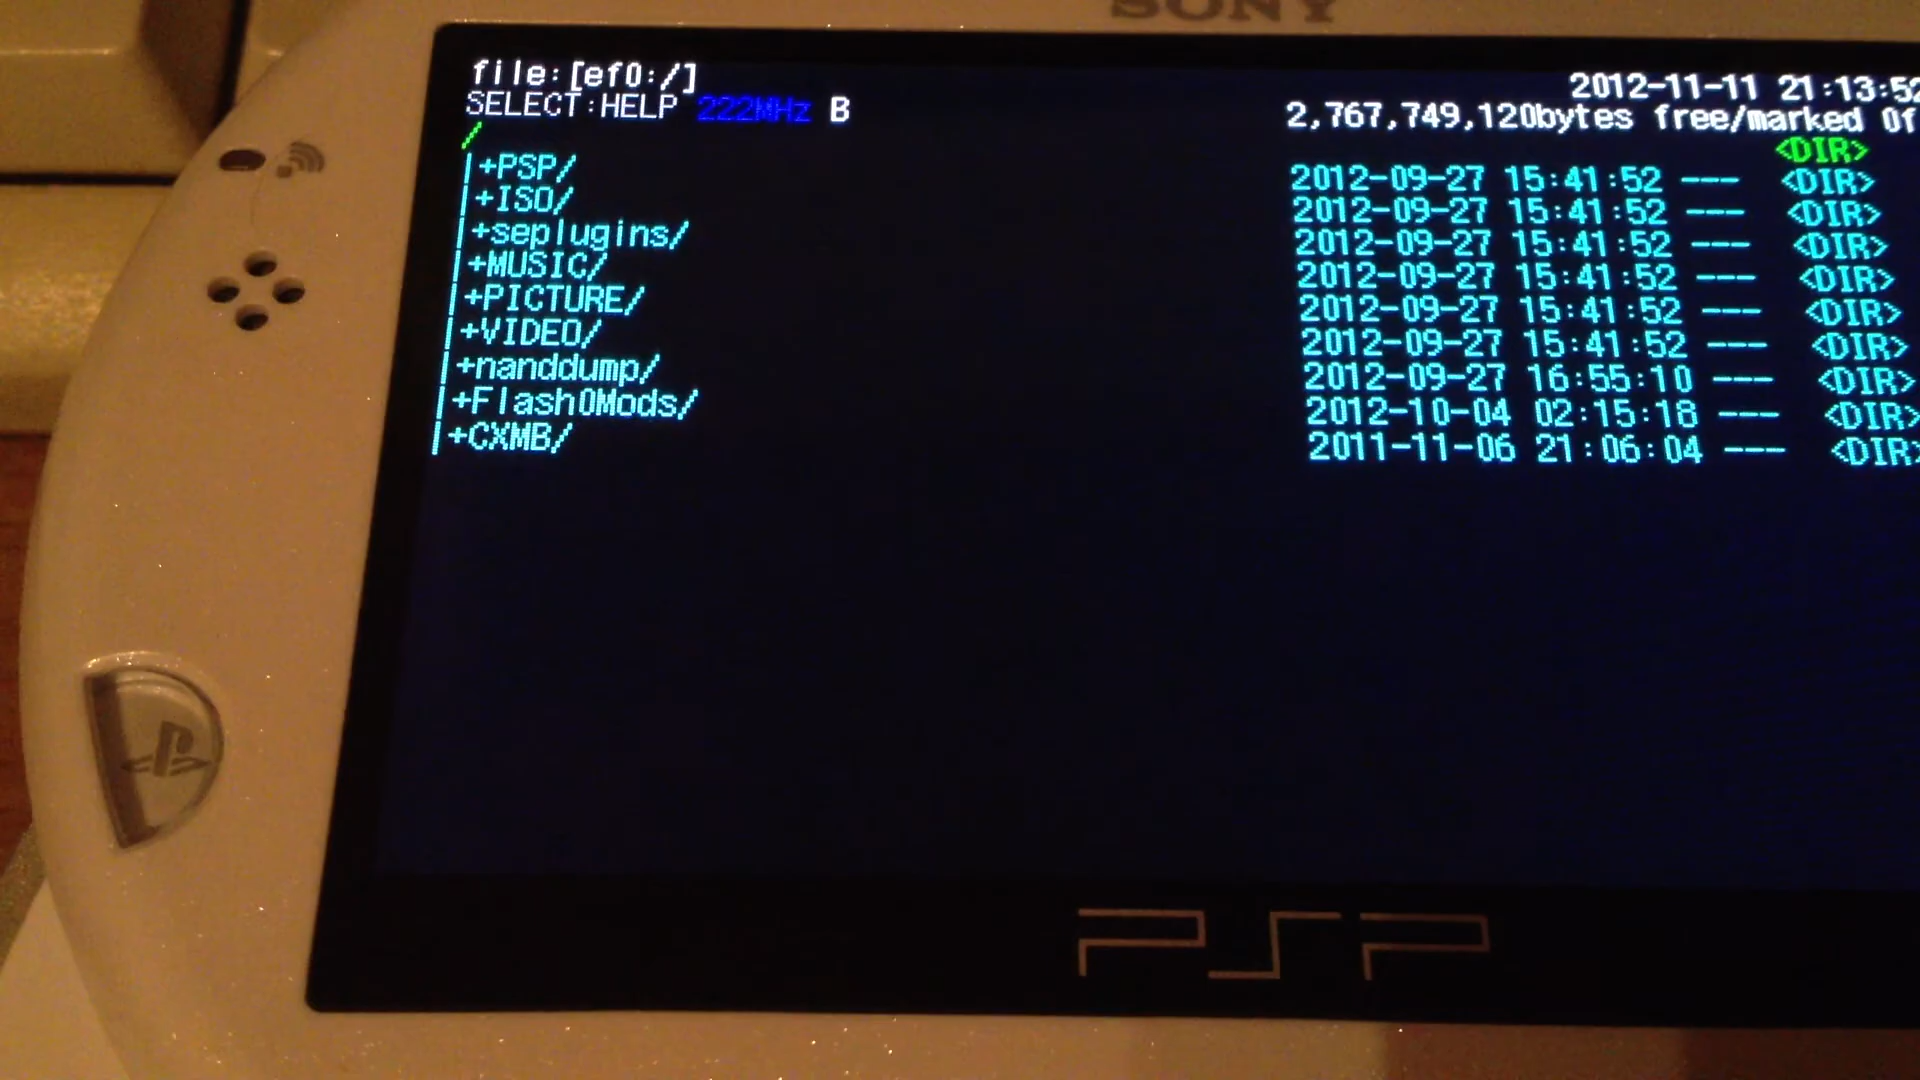 SONY
file:[ef0:/] 2012-11-11 21:13:52
SELECT:HELP 222MHz B 2,767,749,120bytes free/marked 0f
/ <DIR>
|+PSP/ 2012-09-27 15:41:52 --- <DIR>
|+ISO/ 2012-09-27 15:41:52 --- <DIR>
|+seplugins/ 2012-09-27 15:41:52 --- <DIR>
|+MUSIC/ 2012-09-27 15:41:52 --- <DIR>
|+PICTURE/ 2012-09-27 15:41:52 --- <DIR>
|+VIDEO/ 2012-09-27 15:41:52 --- <DIR>
|+nanddump/ 2012-09-27 16:55:10 --- <DIR>
|+Flash0Mods/ 2012-10-04 02:15:18 --- <DIR>
|+CXMB/ 2011-11-06 21:06:04 --- <DIR>
PSP